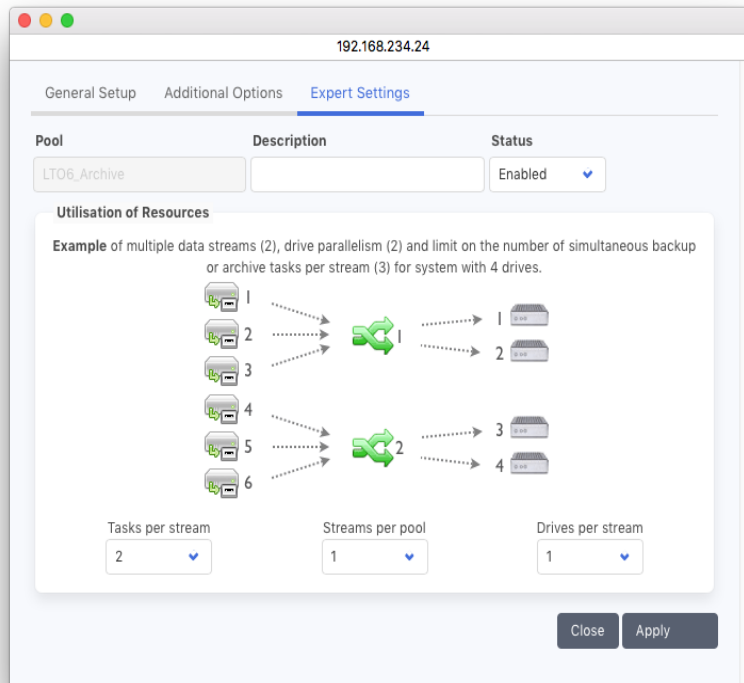 192.168.234.24
General Setup Additional Options Expert Settings
Pool Description Status
LTO6_Archive Enabled
Utilisation of Resources
Example of multiple data streams (2), drive parallelism (2) and limit on the number of simultaneous backup
or archive tasks per stream (3) for system with 4 drives.
1
2
3
1
1
2
4
5
6
2
3
4
Tasks per stream Streams per pool Drives per stream
2 1 1
Close Apply